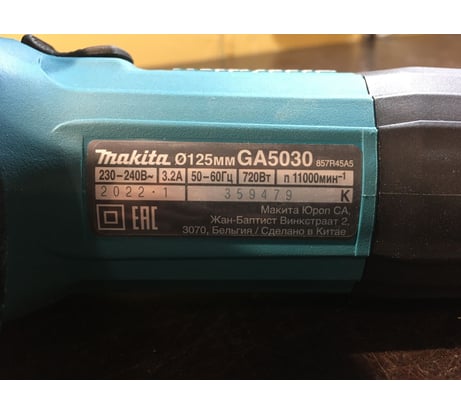 makita Ø125мм GA5030 857R45A5
230-240В~ 3.2A 50-60Гц 720Вт n 11000мин⁻¹
2022·1 359479 K
EAC
Макита Юроп СА,
Жан-Баптист Винкстраат 2,
3070, Бельгия / Сделано в Китае